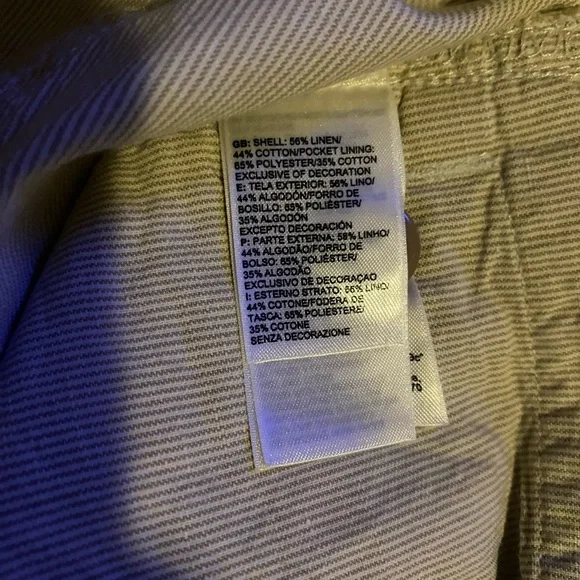 GB: SHELL: 56% LINEN/
44% COTTON/POCKET LINING:
65% POLYESTER/35% COTTON
EXCLUSIVE OF DECORATION
E: TELA EXTERIOR: 56% LINO/
44% ALGODÓN/FORRO DE
BOLSILLO: 65% POLIÉSTER/
35% ALGODÓN
EXCEPTO DECORACIÓN
P: PARTE EXTERNA: 56% LINHO/
44% ALGODÃO/FORRO DE
BOLSO: 65% POLIÉSTER/
35% ALGODÃO
EXCLUSIVO DE DECORAÇAO
I: ESTERNO STRATO: 56% LINO/
44% COTONE/FODERA DE
TASCA: 65% POLIESTERE/
35% COTONE
SENZA DECORAZIONE
70